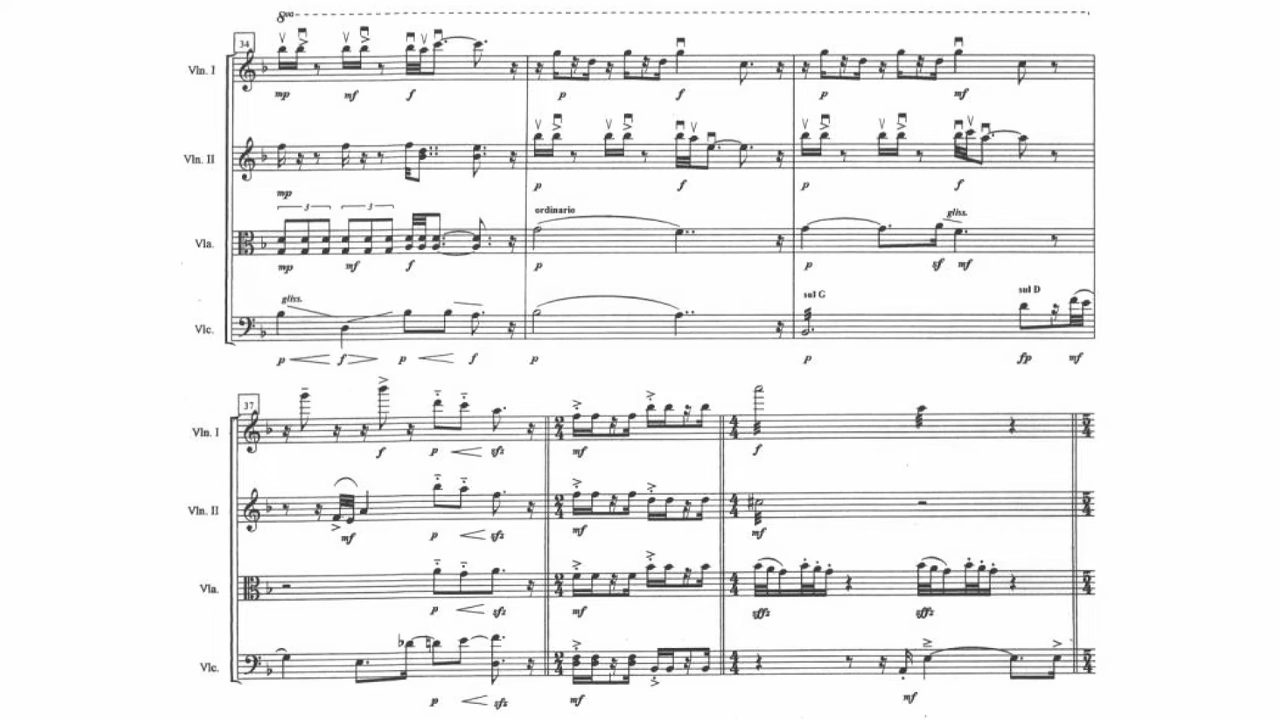 8va
34
Vln. I
mp mf f p f p mf
Vln. II
mp p f p f
3 3 ordinario gliss.
Vla.
mp mf f p p sf mf
gliss. sul G sul D
Vlc.
p f p f p p fp mf
37
Vln. I
f p sfz mf f
Vln. II
mf p sfz mf mf
Vla.
p sfz mf sffz sffz
Vlc.
p sfz mf mf